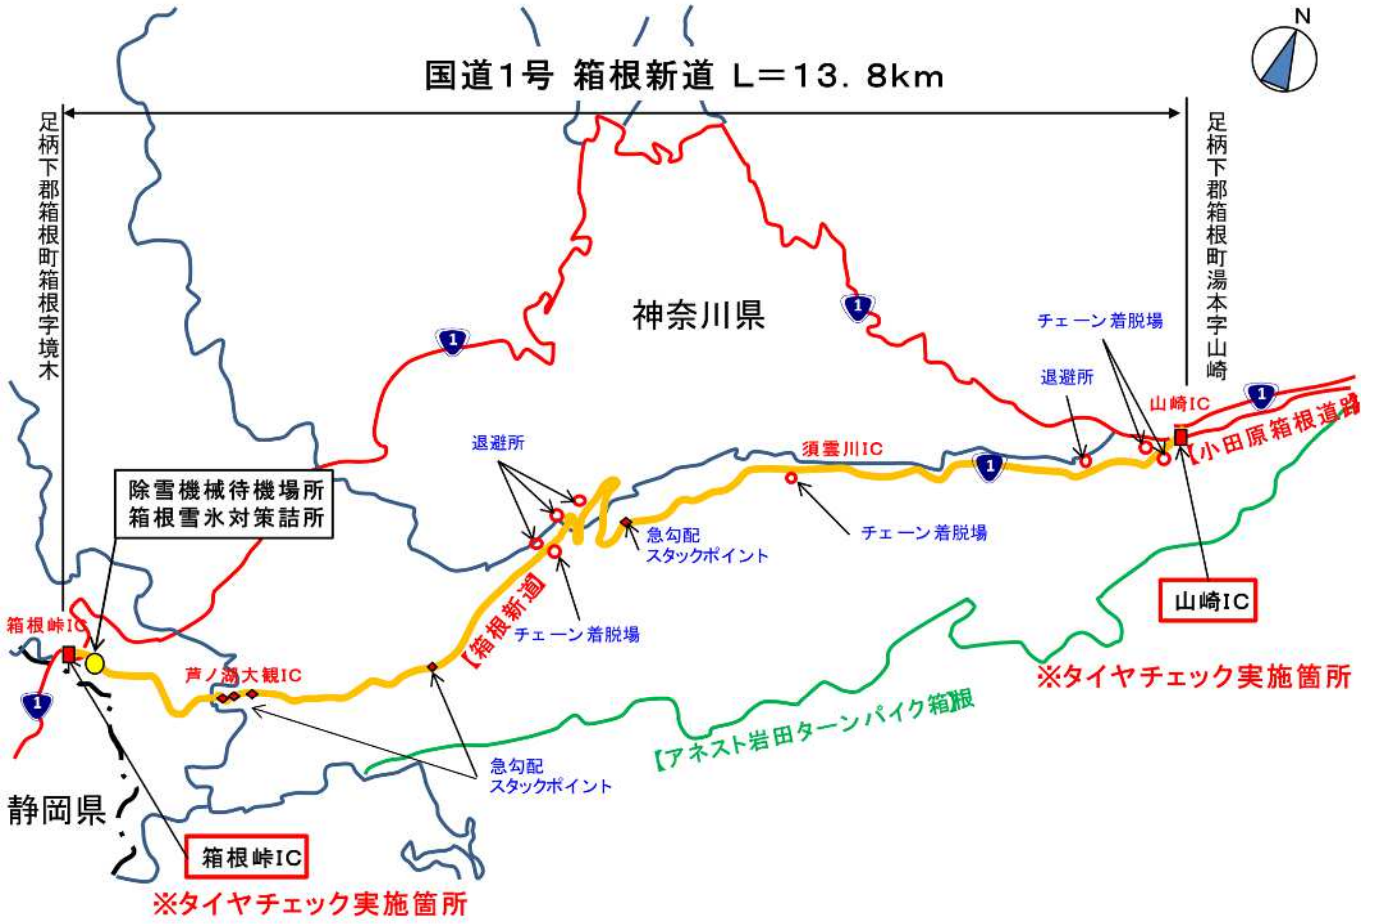 N
国道1号 箱根新道 L=13.8km
足柄下郡箱根町箱根字境木
足柄下郡箱根町湯本字山崎
神奈川県
1
1
チェーン着脱場
退避所
山崎IC
1
【小田原箱根道路
退避所
須雲川IC
1
除雪機械待機場所
箱根雪氷対策詰所
急勾配
スタックポイント
チェーン着脱場
山崎IC
※タイヤチェック実施箇所
箱根峠IC
【箱根新道】
チェーン着脱場
芦ノ湖大観IC
1
【アネスト岩田ターンパイク箱根】
急勾配
スタックポイント
静岡県
箱根峠IC
※タイヤチェック実施箇所